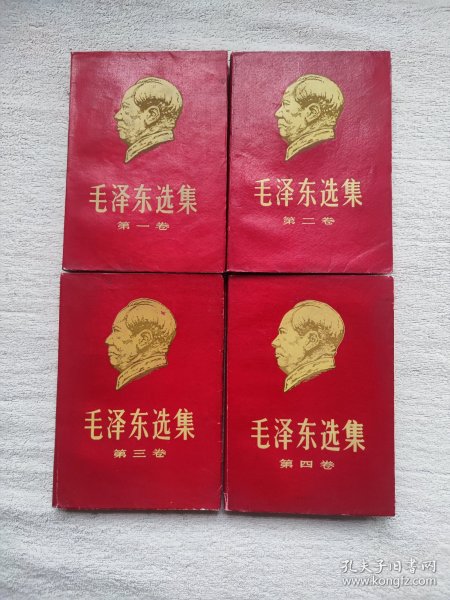 毛泽东选集
第一卷
毛泽东选集
第二卷
毛泽东选集
第三卷
毛泽东选集
第四卷
孔夫子旧书网
www.kongfz.com